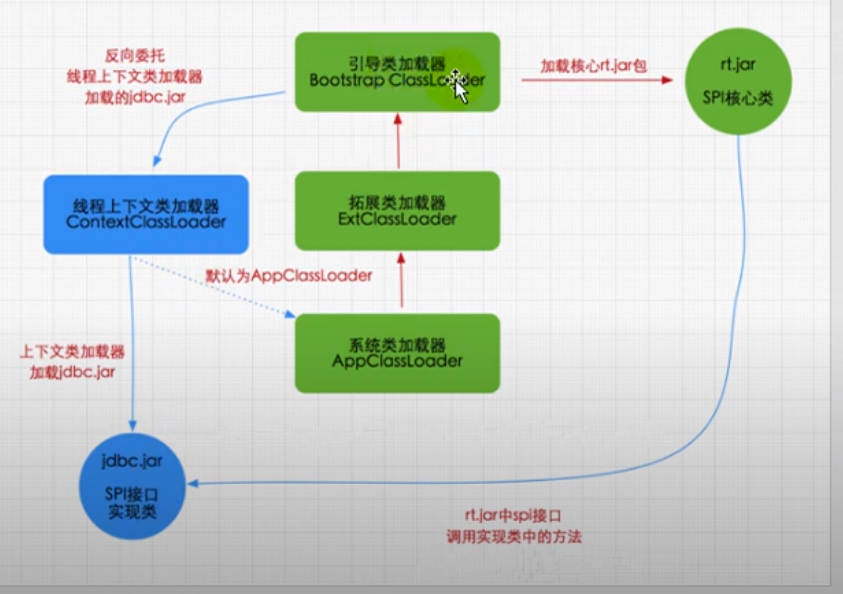 反向委托
线程上下文类加载器
加载的jdbc.jar
引导类加载器
Bootstrap ClassLoader
加载核心rt.jar包
rt.jar
SPI核心类
线程上下文类加载器
ContextClassLoader
拓展类加载器
ExtClassLoader
默认为AppClassLoader
系统类加载器
AppClassLoader
上下文类加载器
加载jdbc.jar
jdbc.jar
SPI接口
实现类
rt.jar中spi接口
调用实现类中的方法